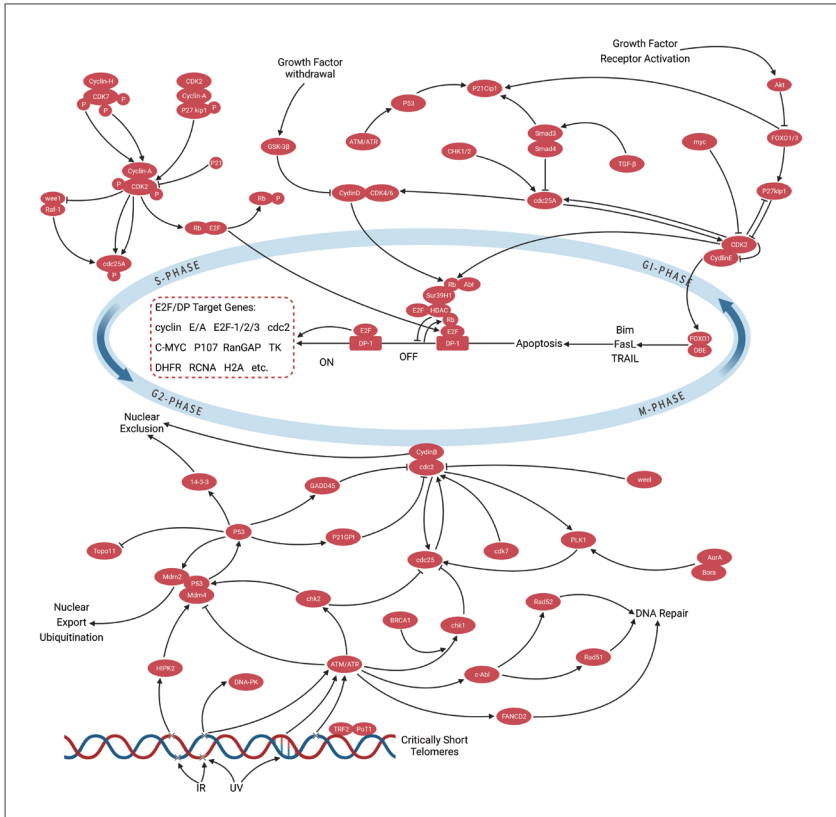 Growth Factor
withdrawal
Growth Factor
Receptor Activation
Cyclin-H
CDK7
P
P
P
CDK2
Cyclin-A
P27 kip1
P
P21Cip1
Akt
P53
ATM/ATR
Smad3
Smad4
FOXO1/3
CHK1/2
TGF-β
myc
GSK-3β
Cyclin-A
CDK2
P
P
P21
wee1
Raf-1
Rb
P
CydinD
CDK4/6
cdc25A
P27kip1
Rb
E2F
CDK2
CydlinE
cdc25A
P
S-PHASE
G1-PHASE
Rb
Abl
Sur39H1
E2F
HDAC
Rb
E2F
DP-1
E2F
DP-1
E2F/DP Target Genes:
cyclin E/A E2F-1/2/3 cdc2
C-MYC P107 RanGAP TK
DHFR RCNA H2A etc.
ON
OFF
Apoptosis
Bim
FasL
TRAIL
FOXO1
DBE
G2-PHASE
M-PHASE
Nuclear
Exclusion
CydinB
cdc2
14-3-3
GADD45
weel
P53
P21GPI
cdk7
PLK1
Topo11
cdc25
AurA
Bora
Mdm2
P53
Mdm4
chk2
Nuclear
Export
Ubiquitination
BRCA1
chk1
Rad52
DNA Repair
HIPK2
ATM/ATR
Rad51
c-Abl
DNA-PK
FANCD2
TRF2
PoT1
Critically Short
Telomeres
IR
UV